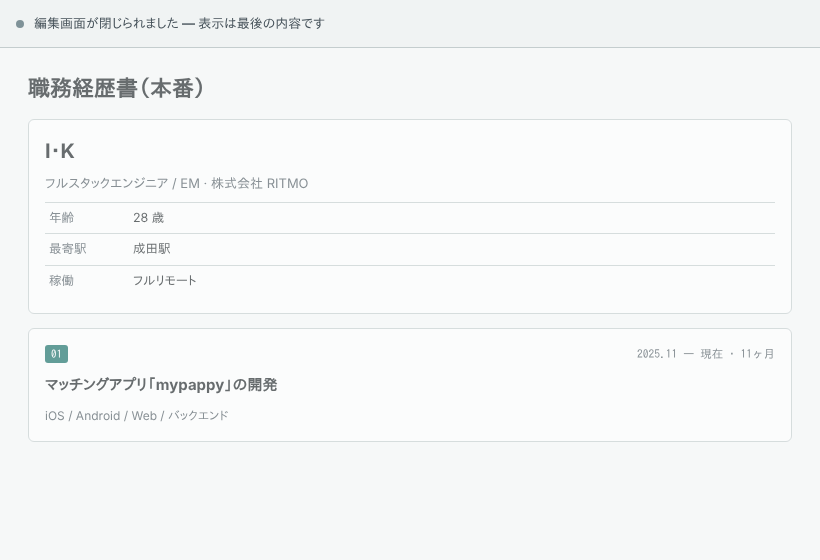 編集画面が閉じられました — 表示は最後の内容です
職務経歴書（本番）
I·K
フルスタックエンジニア / EM · 株式会社 RITMO
年齢 28 歳
最寄駅 成田駅
稼働 フルリモート
01 2025.11 — 現在 · 11ヶ月
マッチングアプリ「mypappy」の開発
iOS / Android / Web / バックエンド